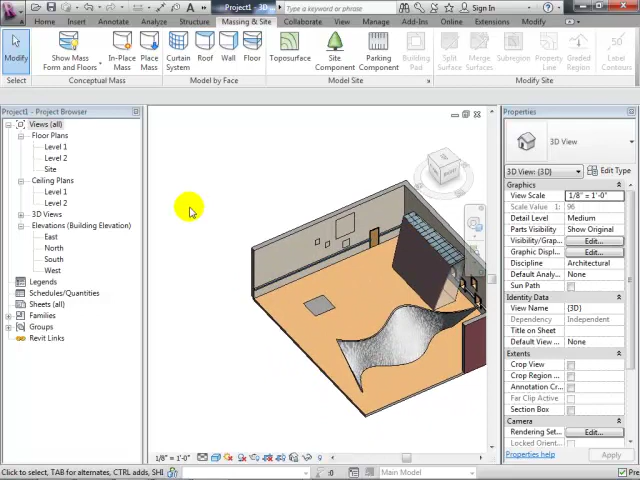 Project1 - 3D
Type a keyword or phrase
Sign In
Home
Insert
Annotate
Analyze
Structure
Massing & Site
Collaborate
View
Manage
Add-Ins
Online
Extensions
Modify
Modify
Show Mass Form and Floors
In-Place Mass
Place Mass
Curtain System
Roof
Wall
Floor
Toposurface
Site Component
Parking Component
Building Pad
Split Surface
Merge Surfaces
Subregion
Property Line
Graded Region
Label Contours
Select
Conceptual Mass
Model by Face
Model Site
Modify Site
Project1 - Project Browser
Views (all)
Floor Plans
Level 1
Level 2
Site
Ceiling Plans
Level 1
Level 2
3D Views
Elevations (Building Elevation)
East
North
South
West
Legends
Schedules/Quantities
Sheets (all)
Families
Groups
Revit Links
Properties
3D View
3D View: {3D}
Edit Type
Graphics
View Scale 1/8" = 1'-0"
Scale Value 1: 96
Detail Level Medium
Parts Visibility Show Original
Visibility/Grap... Edit...
Graphic Displ... Edit...
Discipline Architectural
Default Analy... None
Sun Path
Identity Data
View Name {3D}
Dependency Independent
Title on Sheet
Default View ... None
Extents
Crop View
Crop Region ...
Annotation Cr...
Far Clip Active
Section Box
Camera
Rendering Set... Edit...
Locked Orient...
Properties help
Apply
1/8" = 1'-0"
Click to select, TAB for alternates, CTRL adds, SHI
:0
Main Model
Pre